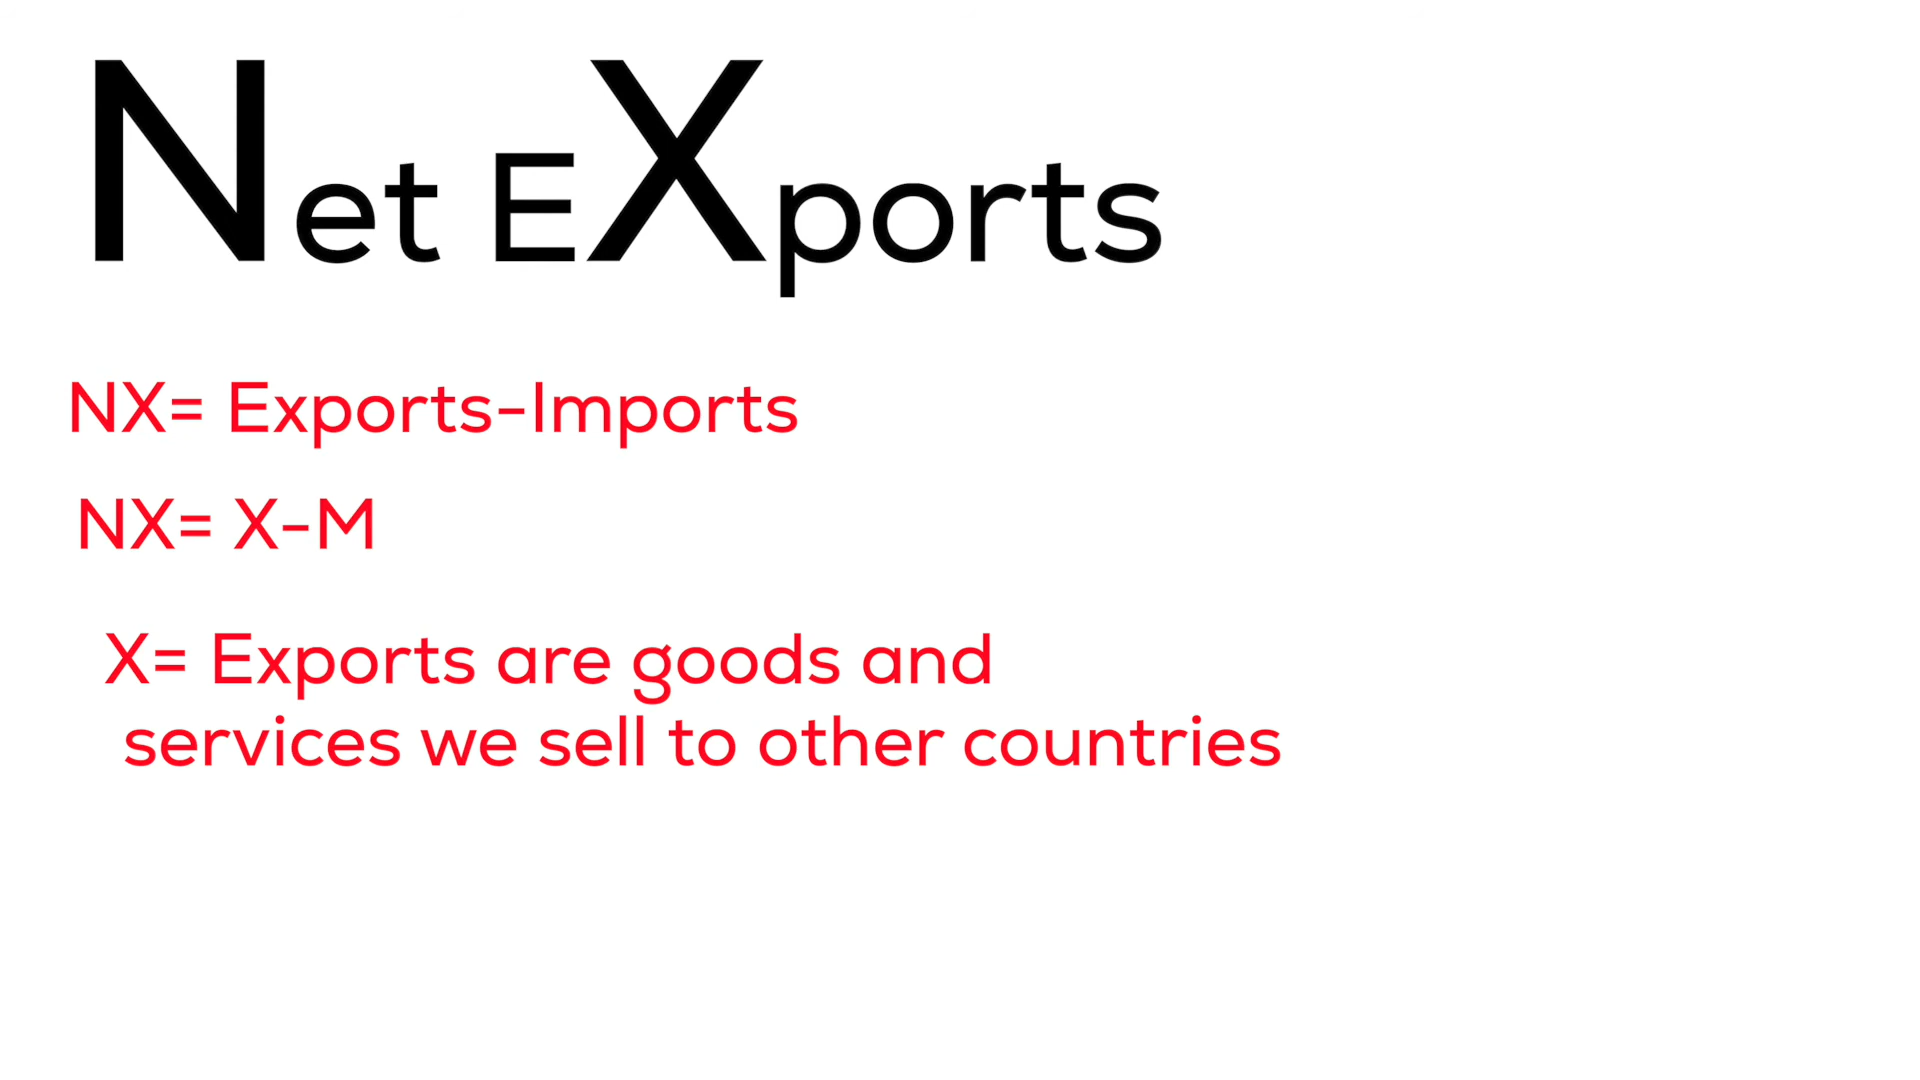 Net EXports
NX= Exports-Imports
NX= X-M
X= Exports are goods and
services we sell to other countries